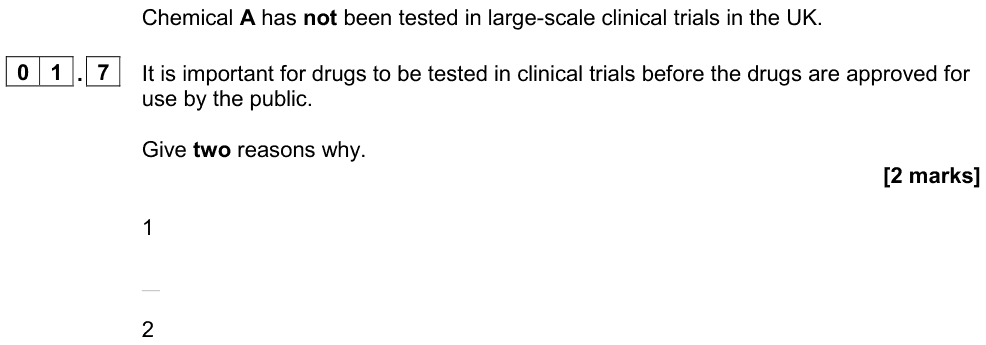 Chemical A has not been tested in large-scale clinical trials in the UK.
0 1 . 7 It is important for drugs to be tested in clinical trials before the drugs are approved for
use by the public.
Give two reasons why.
[2 marks]
1
2